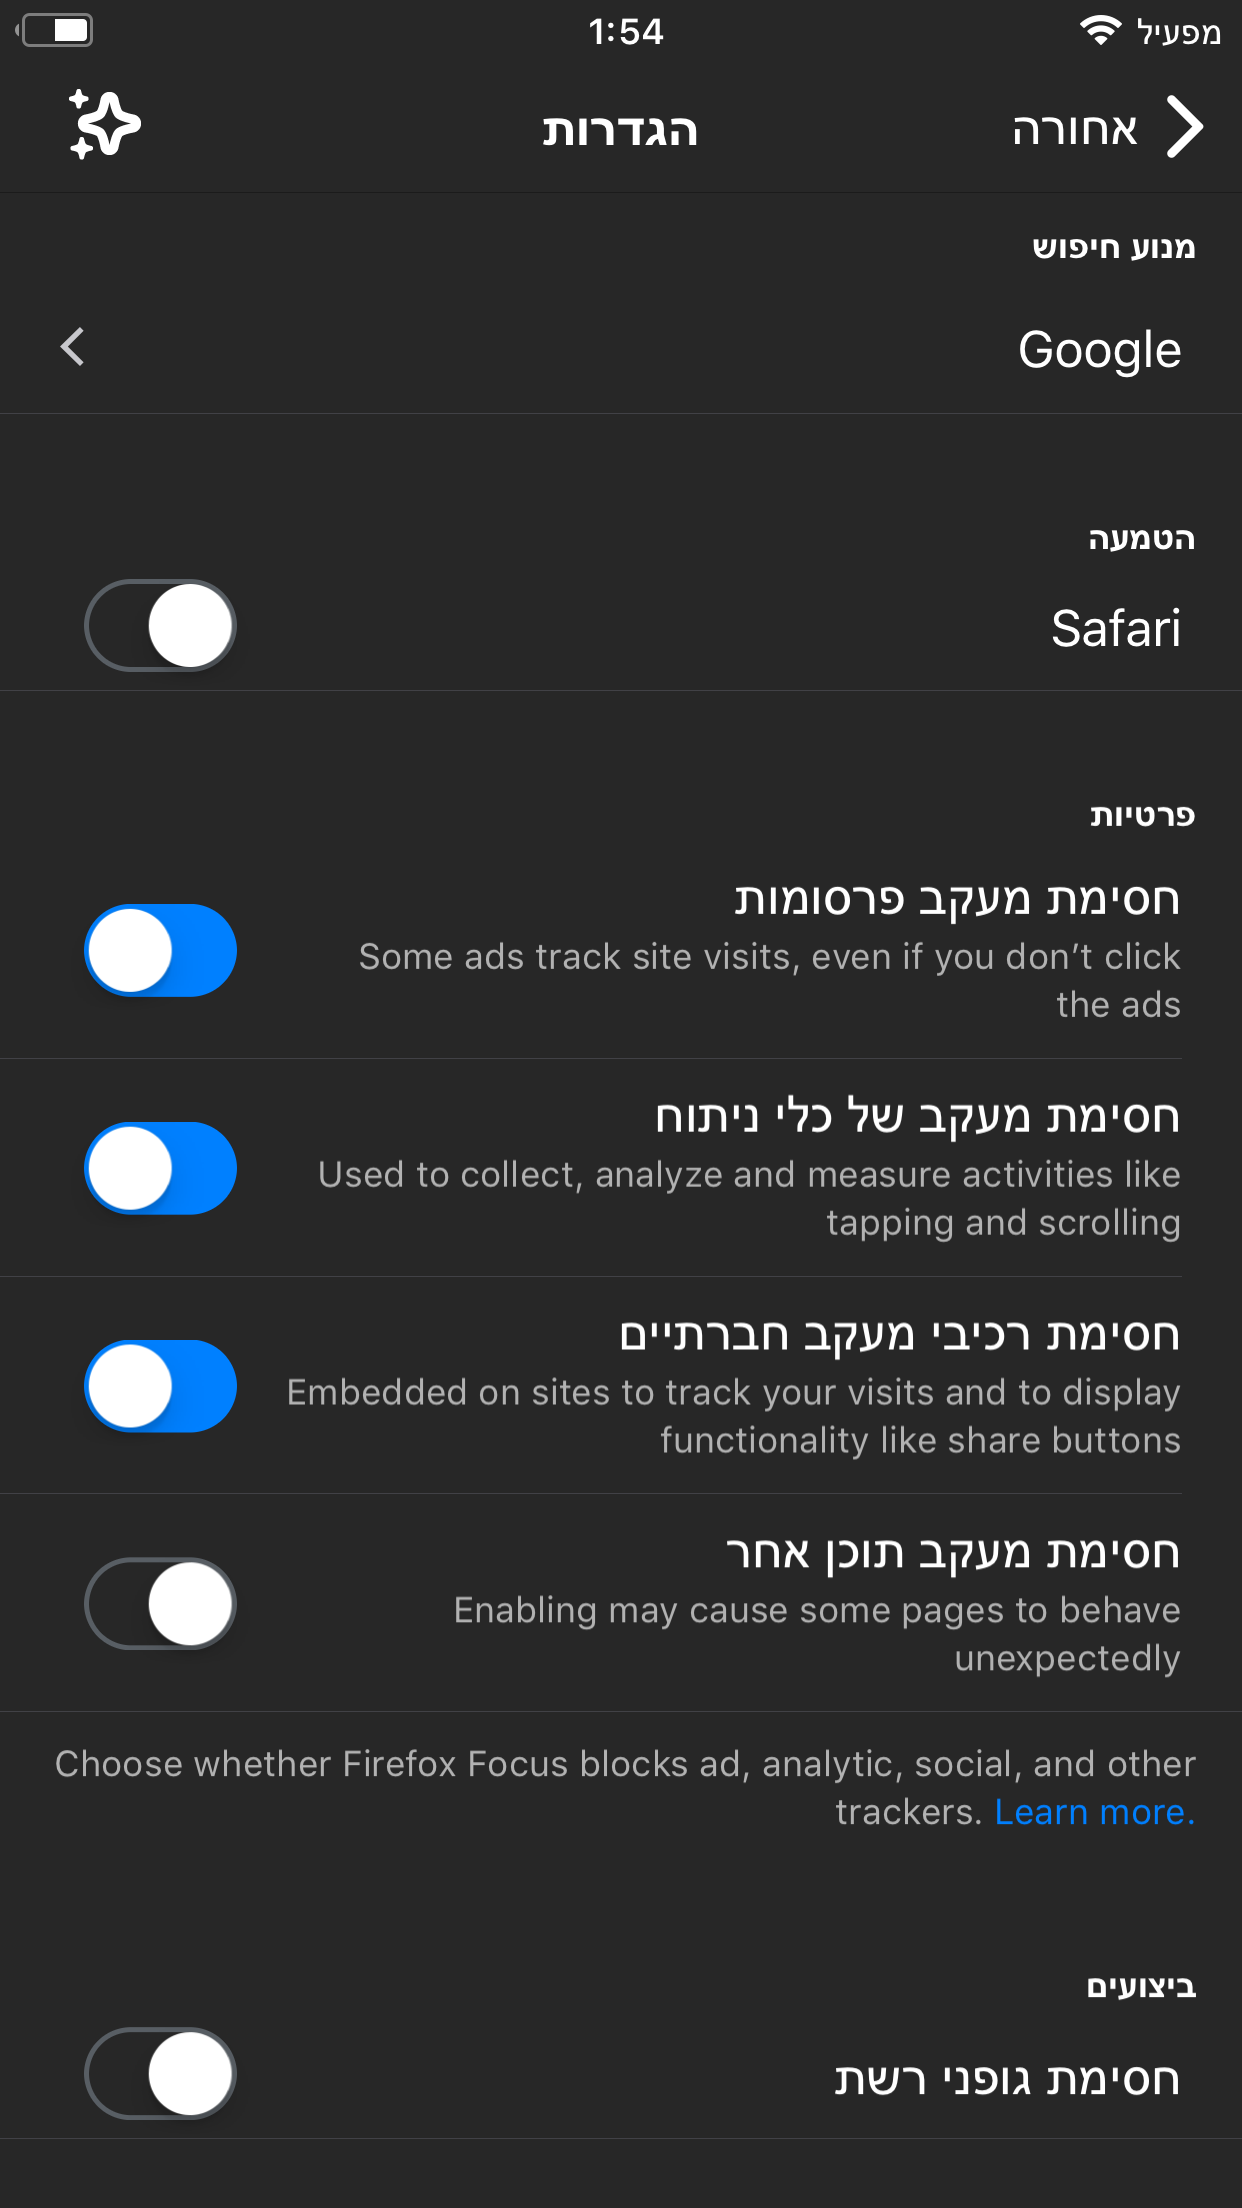 מפעיל 1:54
אחורה
הגדרות
מנוע חיפוש
Google
הטמעה
Safari
פרטיות
חסימת מעקב פרסומות
Some ads track site visits, even if you don’t click
the ads
חסימת מעקב של כלי ניתוח
Used to collect, analyze and measure activities like
tapping and scrolling
חסימת רכיבי מעקב חברתיים
Embedded on sites to track your visits and to display
functionality like share buttons
חסימת מעקב תוכן אחר
Enabling may cause some pages to behave
unexpectedly
Choose whether Firefox Focus blocks ad, analytic, social, and other
trackers. Learn more.
ביצועים
חסימת גופני רשת